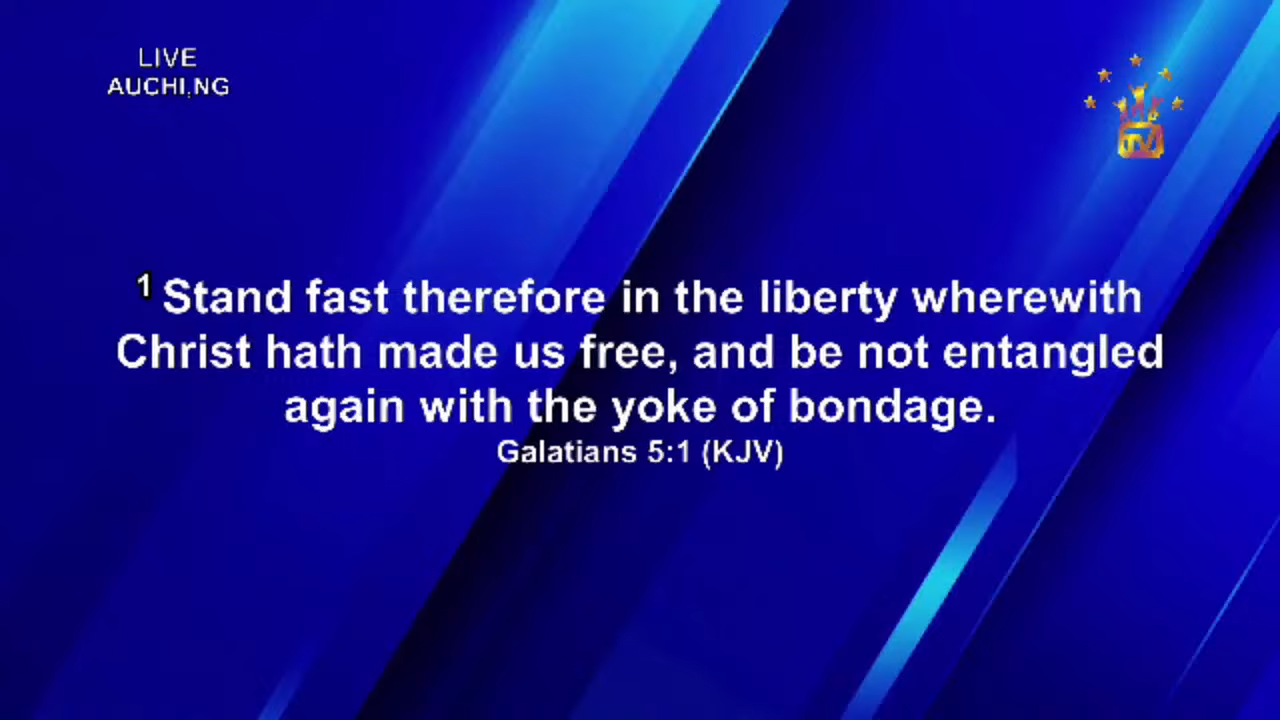 LIVE
AUCHI,NG
TV
1 Stand fast therefore in the liberty wherewith
Christ hath made us free, and be not entangled
again with the yoke of bondage.
Galatians 5:1 (KJV)